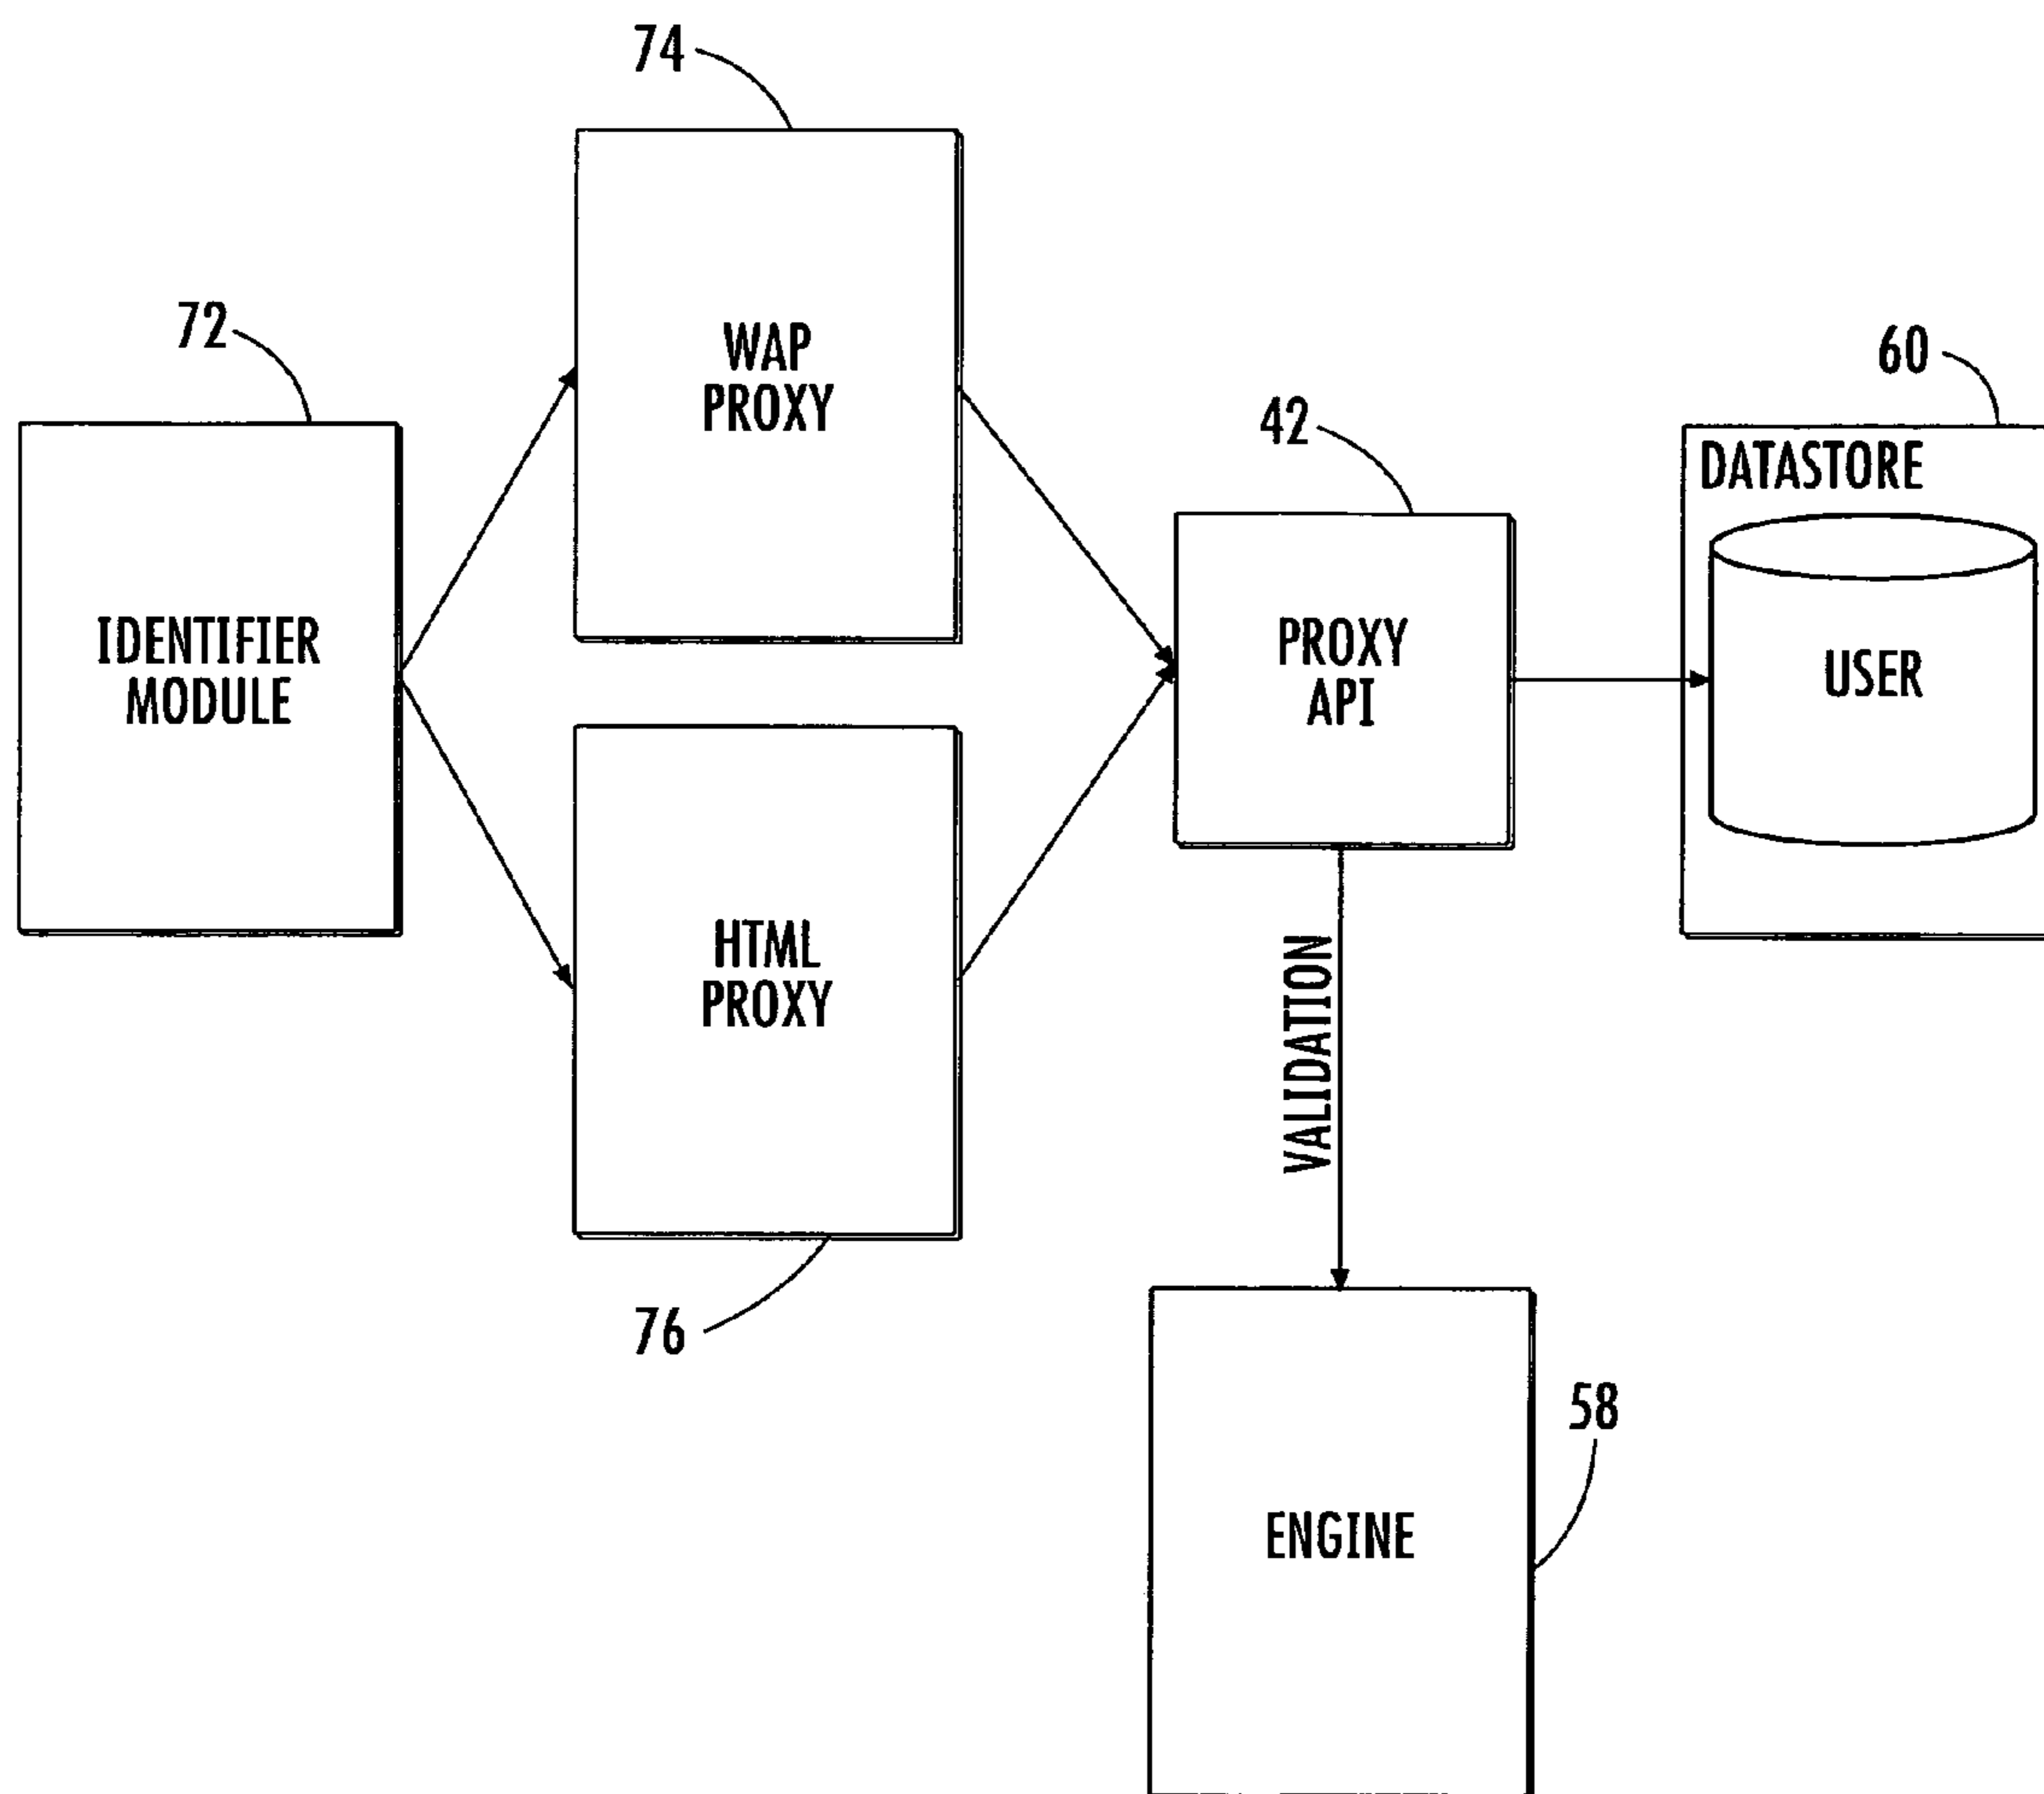 74
WAP
PROXY
72
IDENTIFIER
MODULE
60
DATASTORE
USER
42
PROXY
API
HTML
PROXY
76
VALIDATION
58
ENGINE